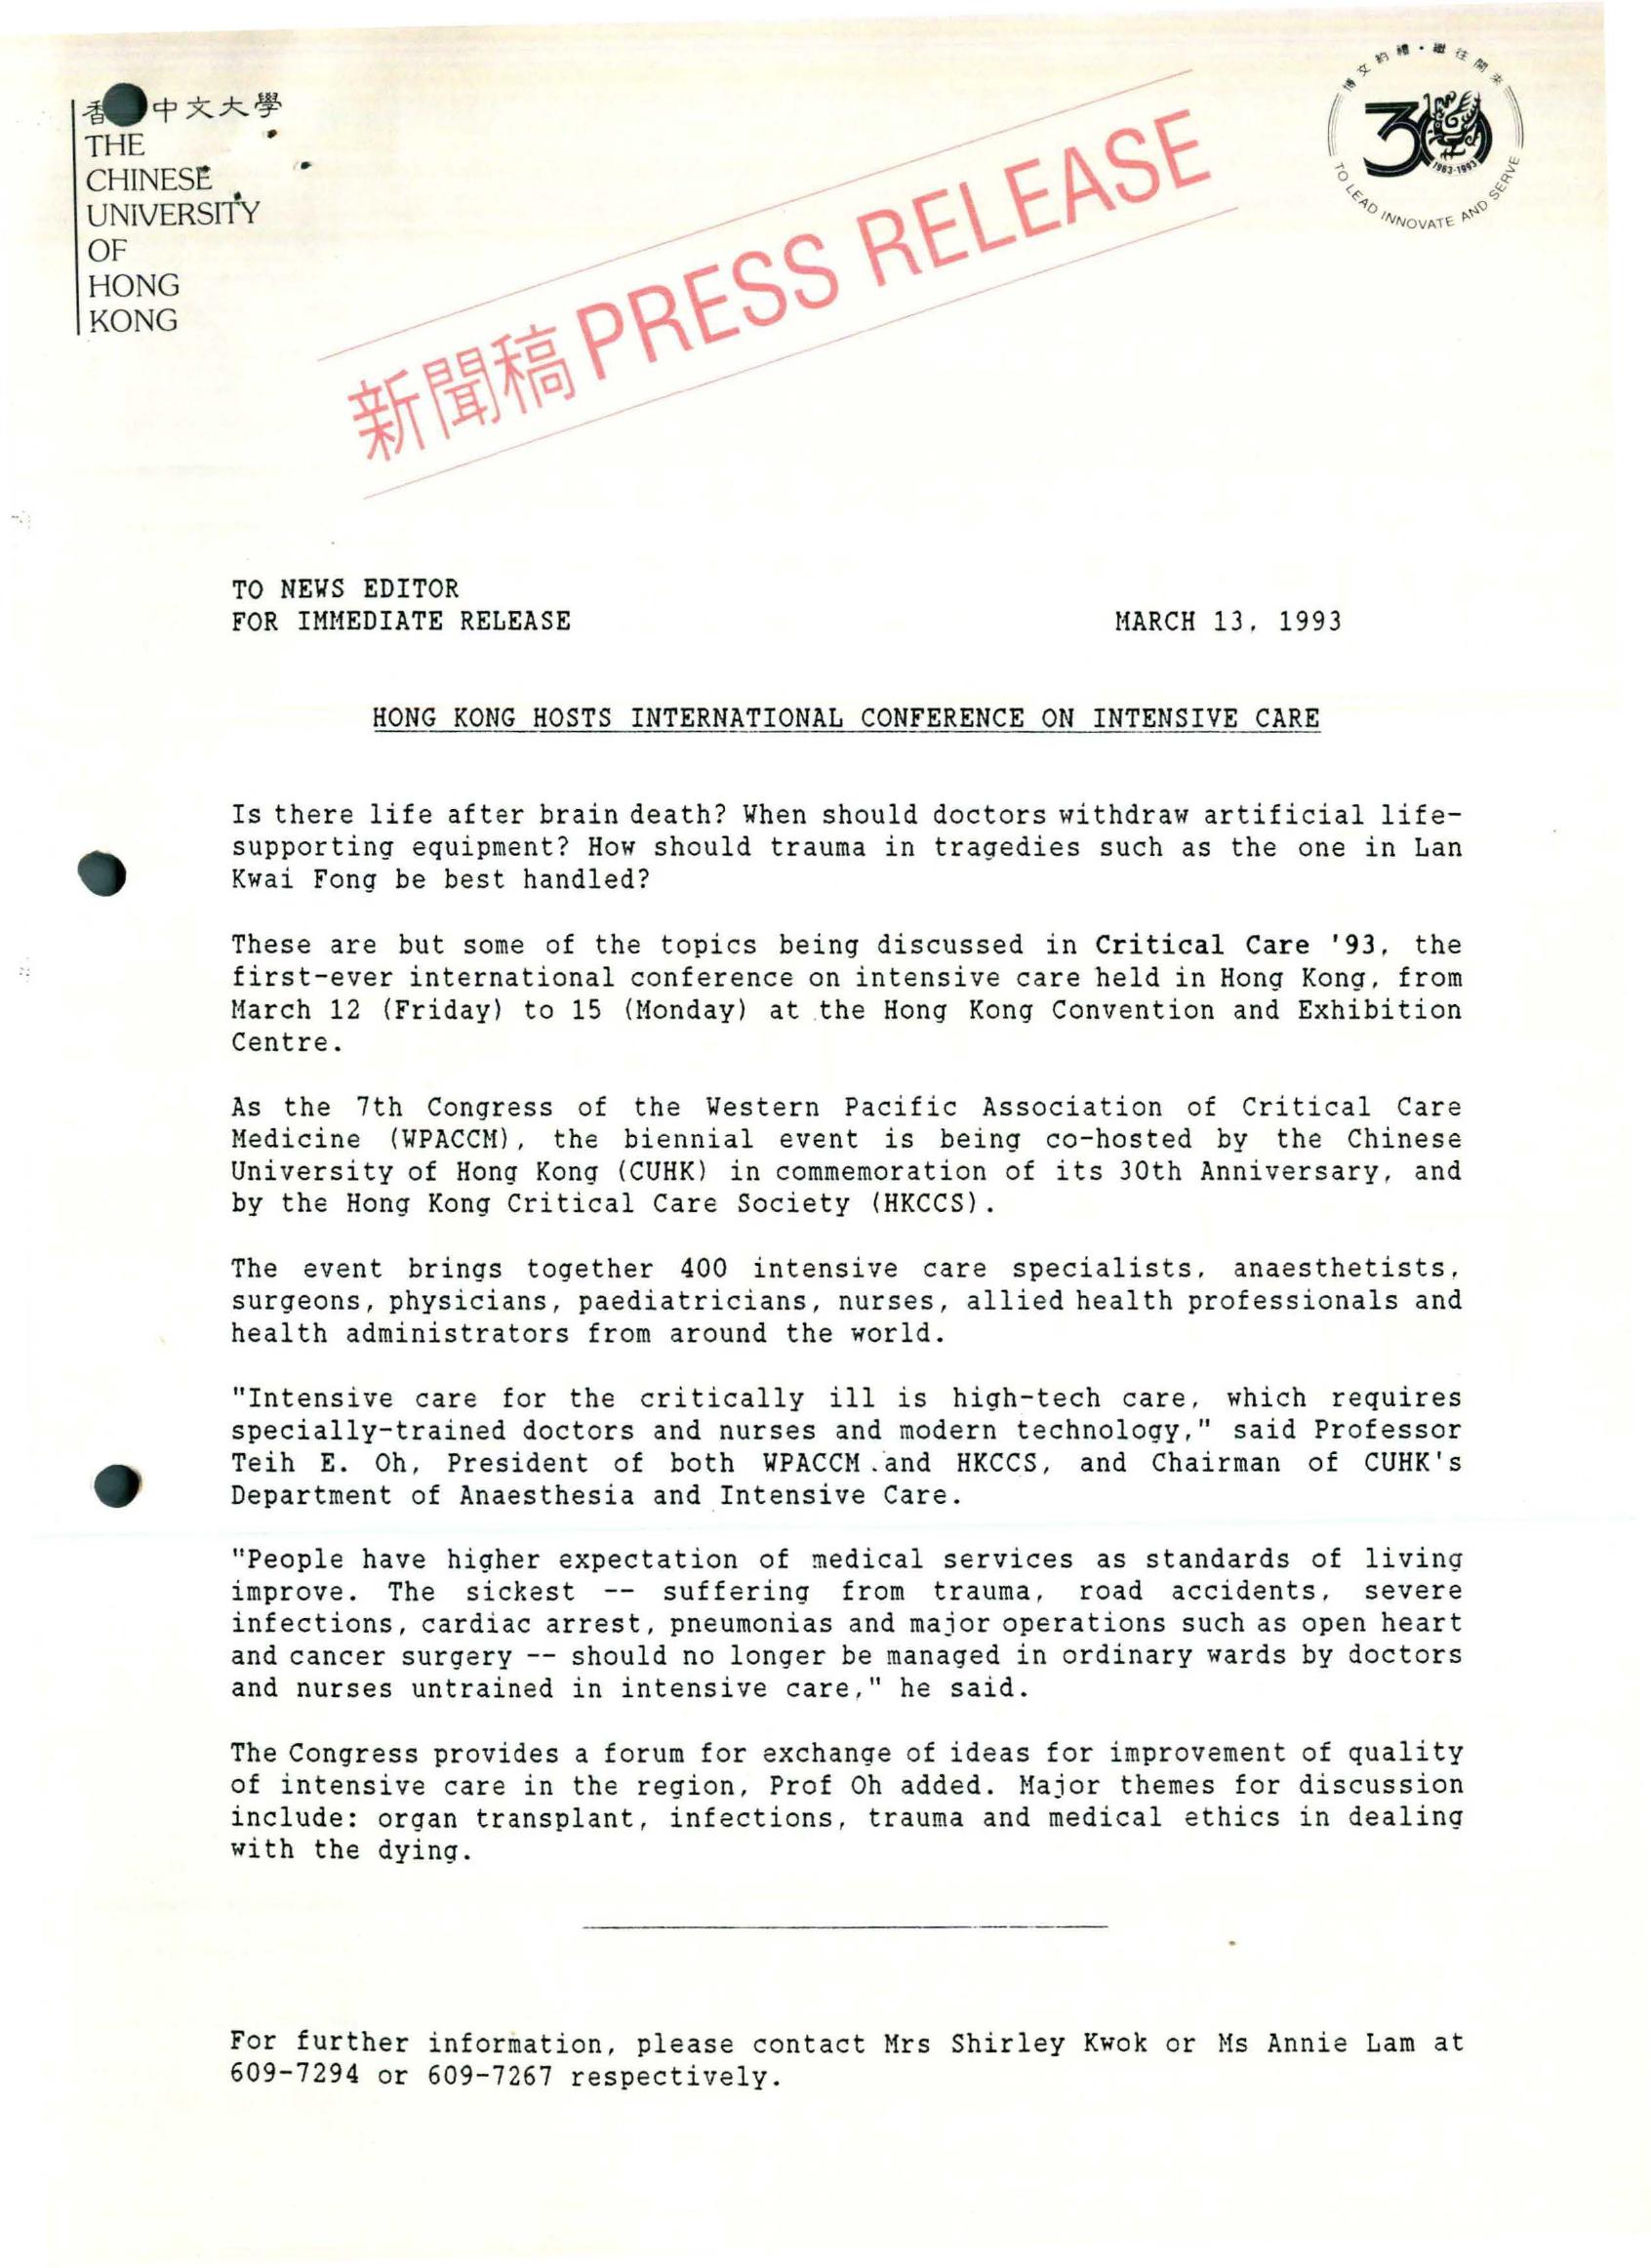 香 中文大學
THE
CHINESE
UNIVERSITY
OF
HONG
KONG
博文約禮・繼往開來
30
1963-1993
TO LEAD INNOVATE AND SERVE
新聞稿 PRESS RELEASE
TO NEWS EDITOR
FOR IMMEDIATE RELEASE MARCH 13, 1993
HONG KONG HOSTS INTERNATIONAL CONFERENCE ON INTENSIVE CARE
Is there life after brain death? When should doctors withdraw artificial life-
supporting equipment? How should trauma in tragedies such as the one in Lan
Kwai Fong be best handled?
These are but some of the topics being discussed in Critical Care '93, the
first-ever international conference on intensive care held in Hong Kong, from
March 12 (Friday) to 15 (Monday) at the Hong Kong Convention and Exhibition
Centre.
As the 7th Congress of the Western Pacific Association of Critical Care
Medicine (WPACCM), the biennial event is being co-hosted by the Chinese
University of Hong Kong (CUHK) in commemoration of its 30th Anniversary, and
by the Hong Kong Critical Care Society (HKCCS).
The event brings together 400 intensive care specialists, anaesthetists,
surgeons, physicians, paediatricians, nurses, allied health professionals and
health administrators from around the world.
"Intensive care for the critically ill is high-tech care, which requires
specially-trained doctors and nurses and modern technology," said Professor
Teih E. Oh, President of both WPACCM and HKCCS, and Chairman of CUHK's
Department of Anaesthesia and Intensive Care.
"People have higher expectation of medical services as standards of living
improve. The sickest -- suffering from trauma, road accidents, severe
infections, cardiac arrest, pneumonias and major operations such as open heart
and cancer surgery -- should no longer be managed in ordinary wards by doctors
and nurses untrained in intensive care," he said.
The Congress provides a forum for exchange of ideas for improvement of quality
of intensive care in the region, Prof Oh added. Major themes for discussion
include: organ transplant, infections, trauma and medical ethics in dealing
with the dying.
For further information, please contact Mrs Shirley Kwok or Ms Annie Lam at
609-7294 or 609-7267 respectively.